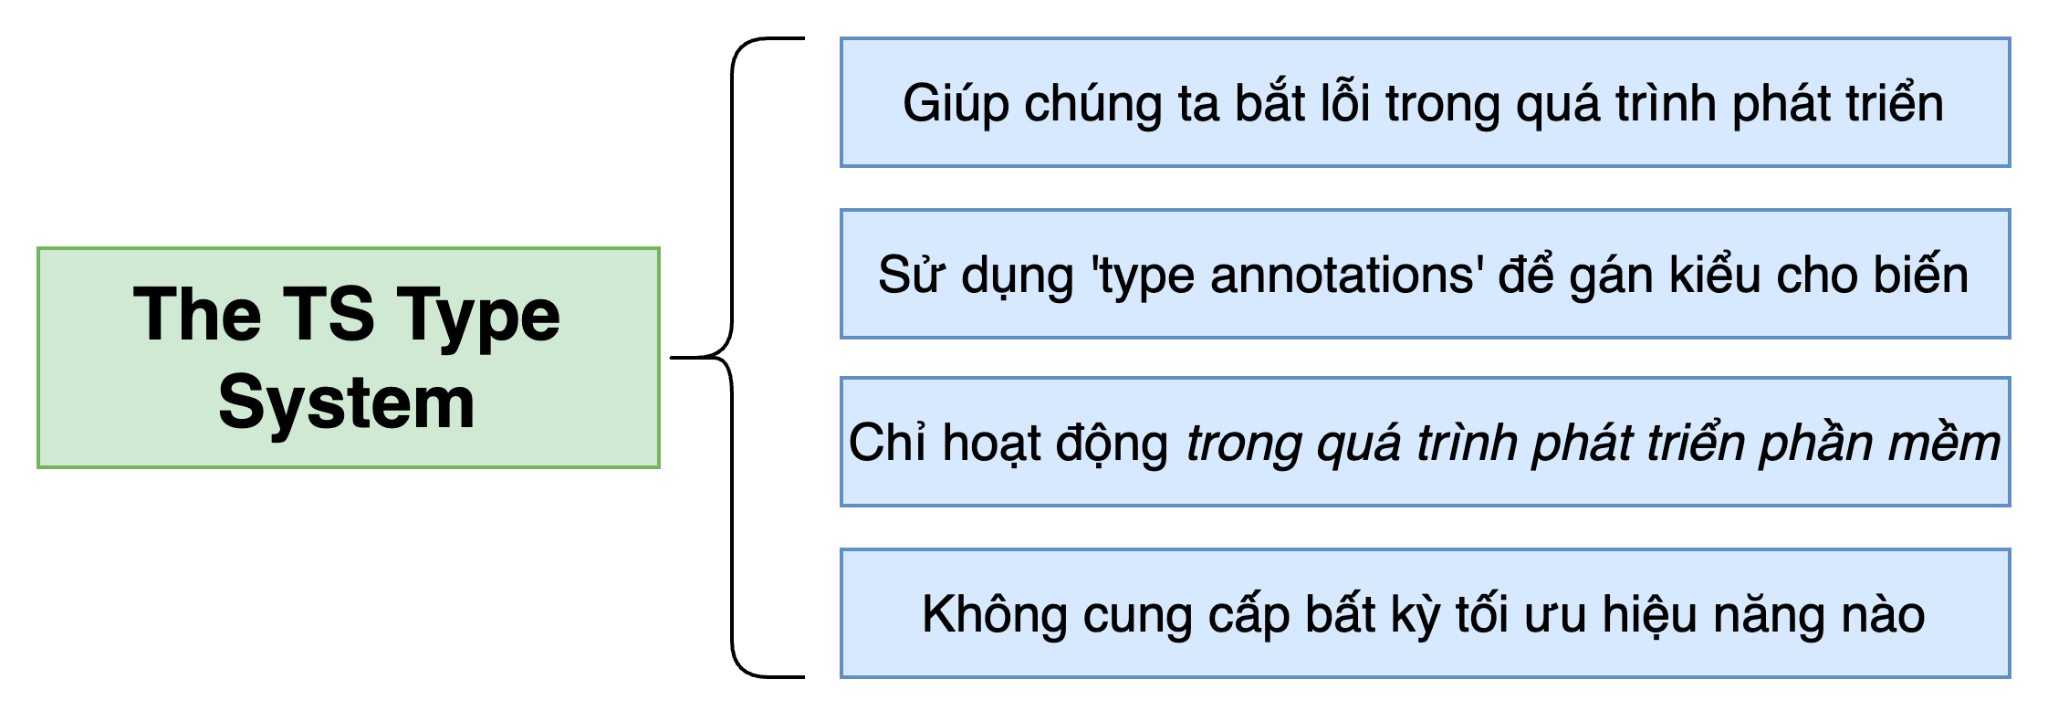 The TS Type
System
Giúp chúng ta bắt lỗi trong quá trình phát triển
Sử dụng 'type annotations' để gán kiểu cho biến
Chỉ hoạt động trong quá trình phát triển phần mềm
Không cung cấp bất kỳ tối ưu hiệu năng nào